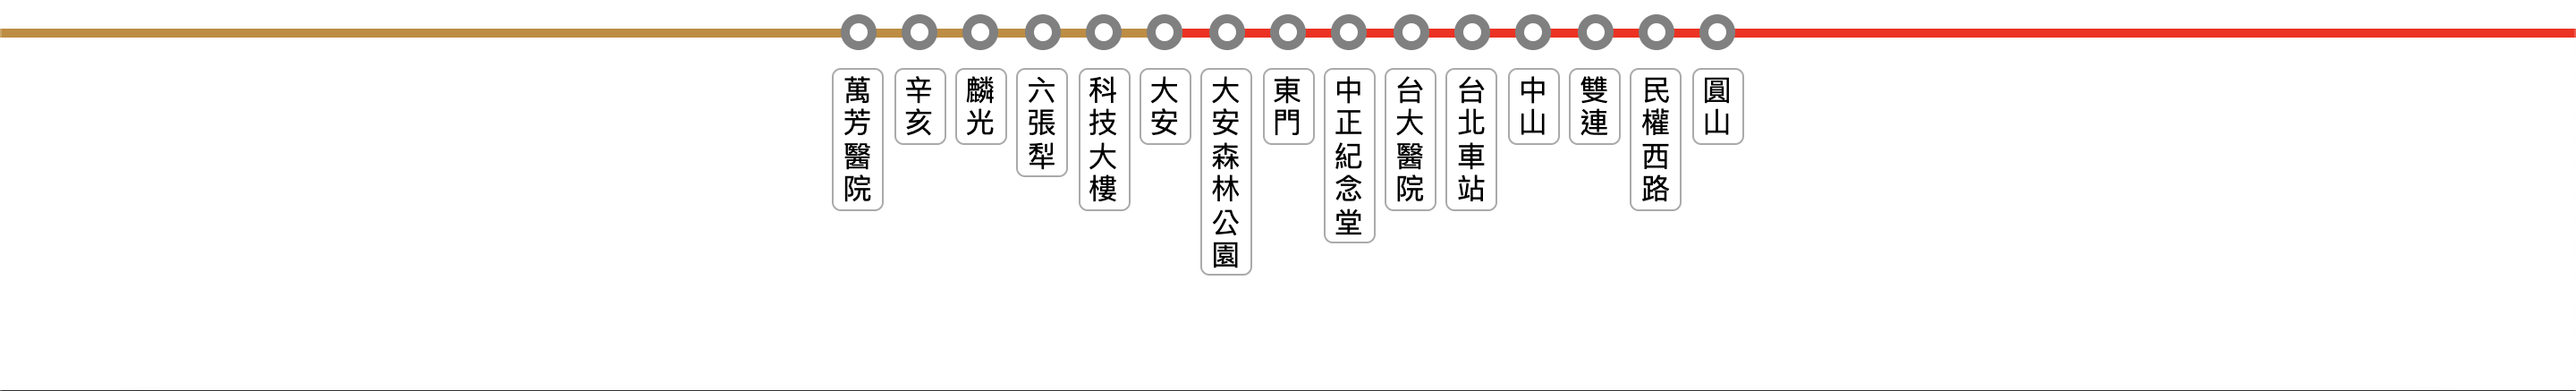 萬芳醫院
辛亥
麟光
六張犁
科技大樓
大安
大安森林公園
東門
中正紀念堂
台大醫院
台北車站
中山
雙連
民權西路
圓山